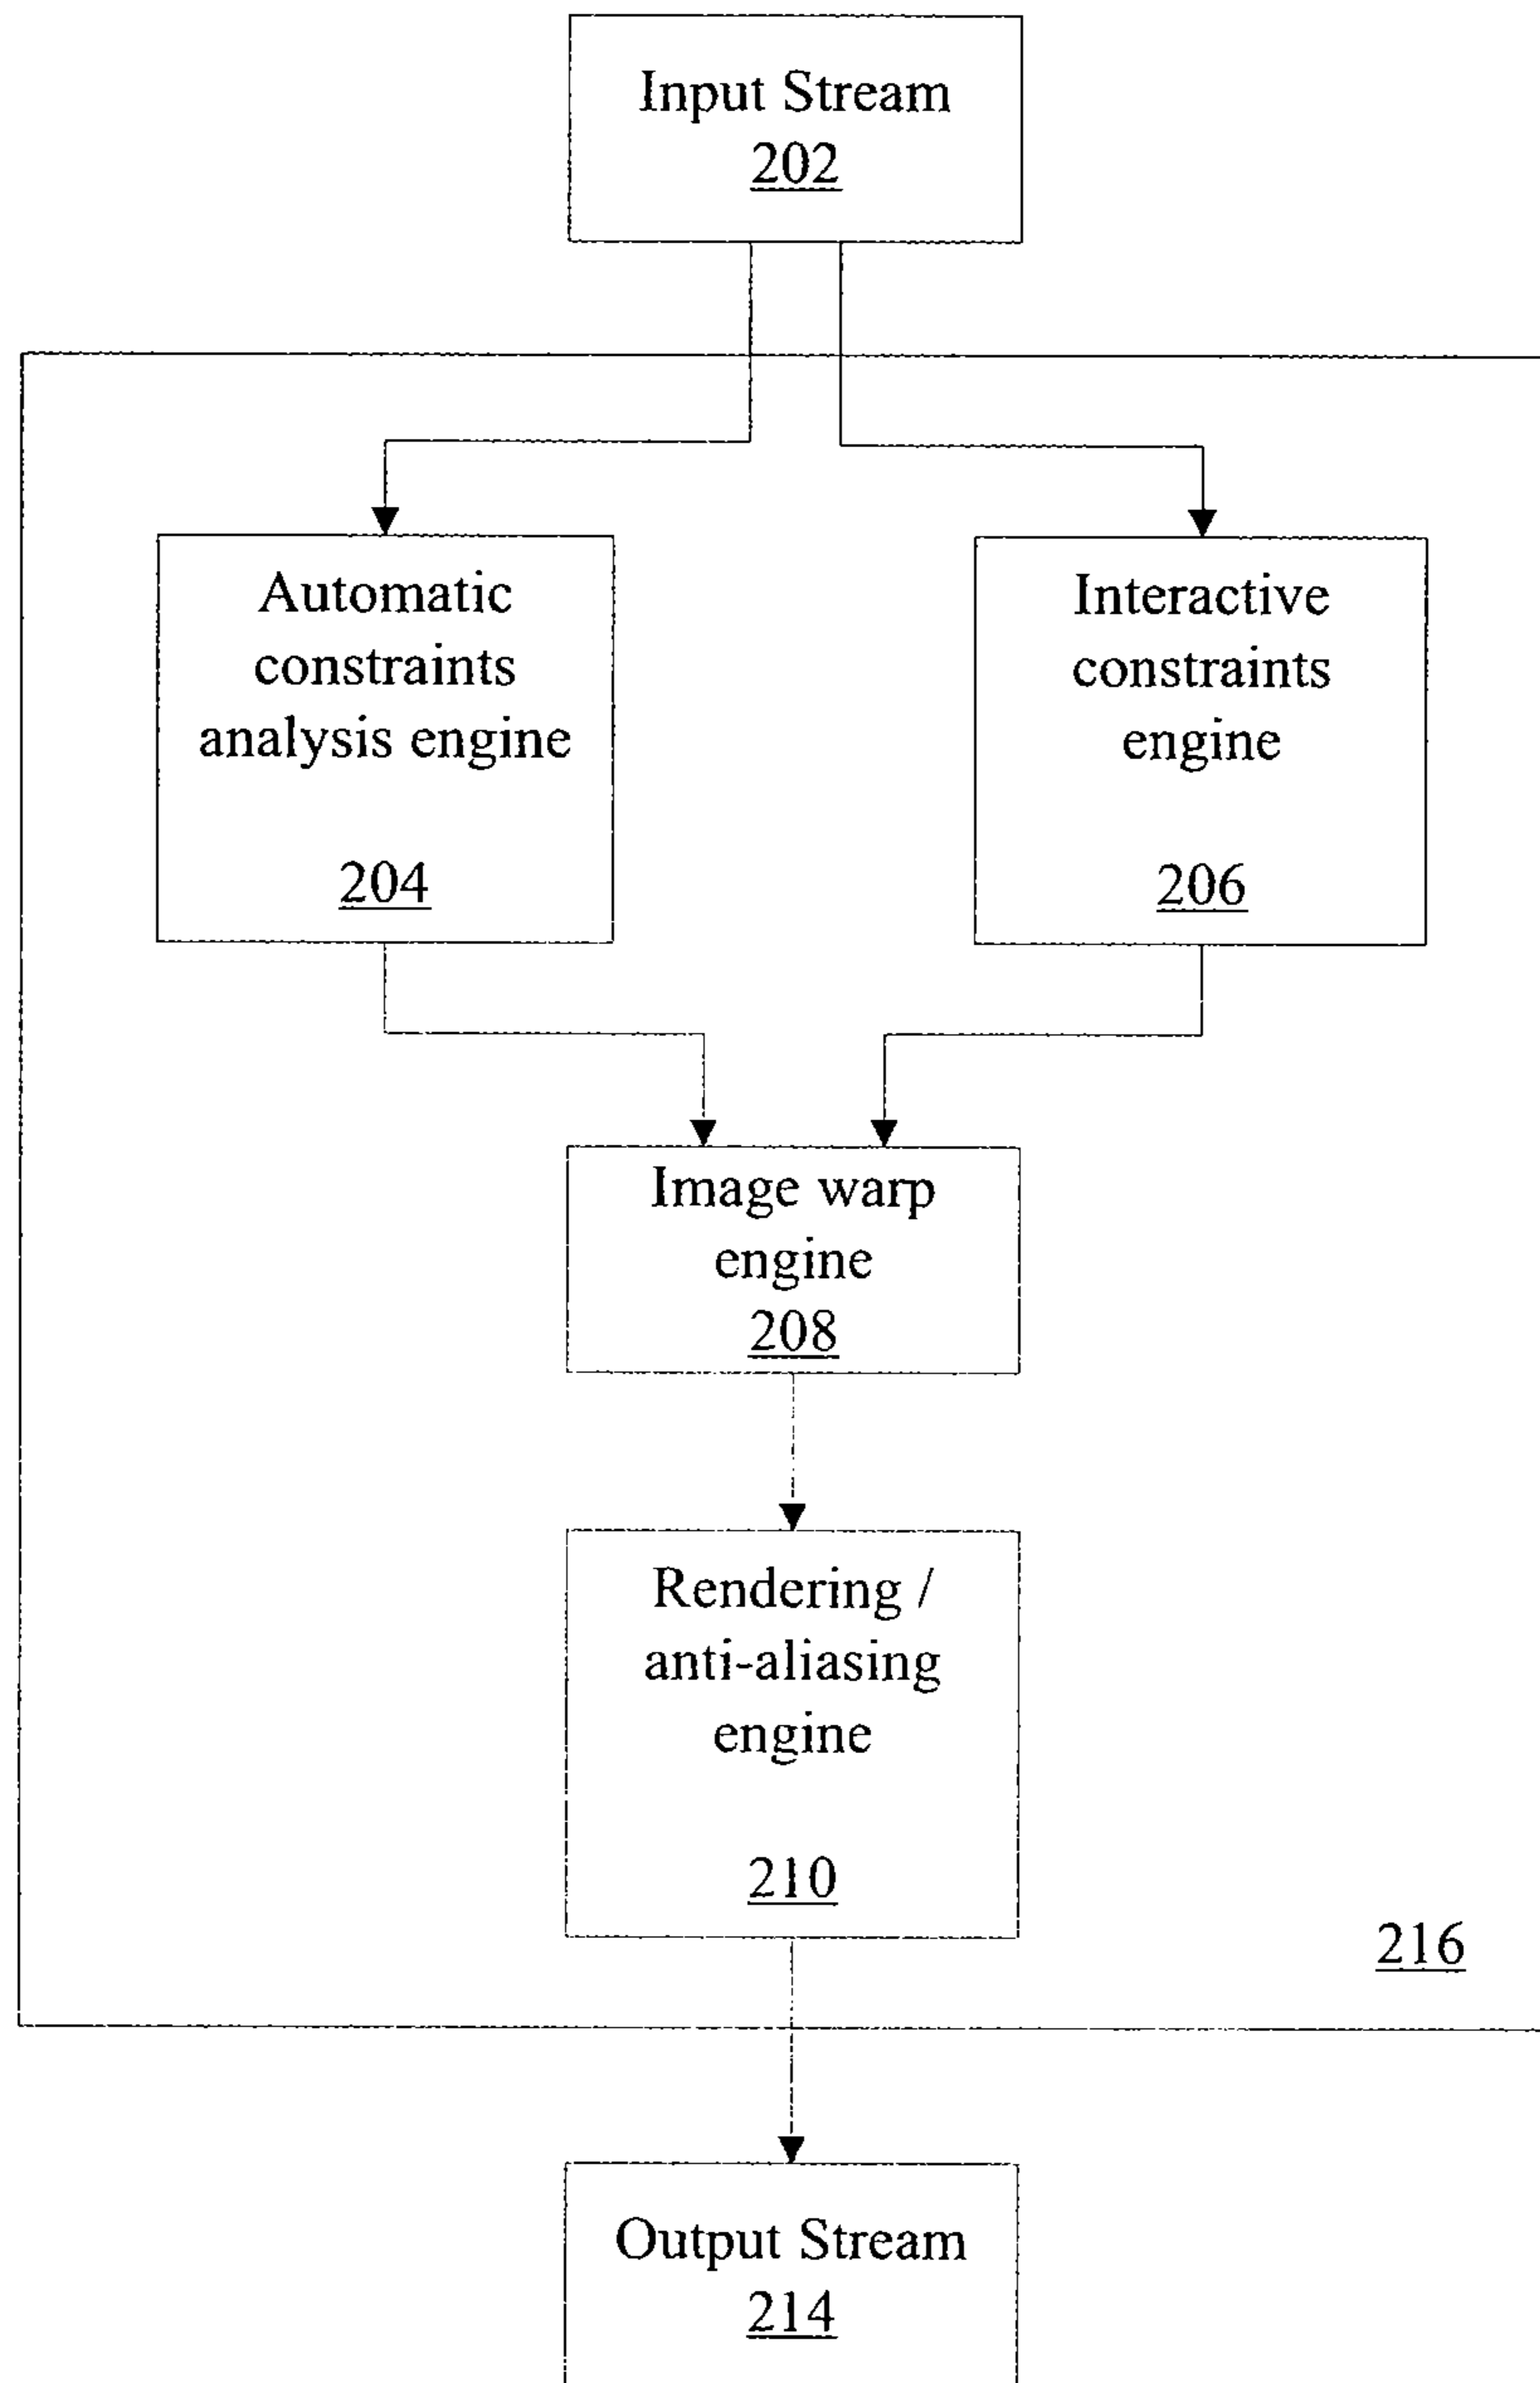 Input Stream
202
Automatic
constraints
analysis engine
204
Interactive
constraints
engine
206
Image warp
engine
208
Rendering /
anti-aliasing
engine
210
216
Output Stream
214